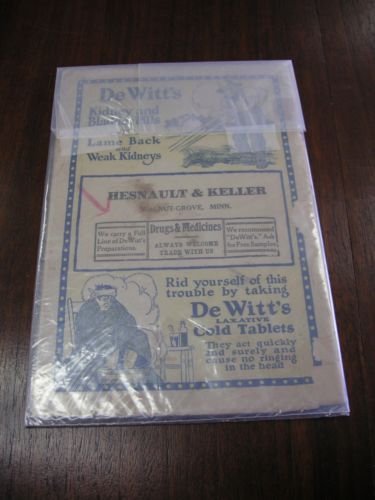 De Witt's
Kidney and
Bladder Pills
Lame Back
and
Weak Kidneys
HESNAULT & KELLER
WALNUT-GROVE, MINN.
We carry a Full
Line of DeWitt's
Preparations.
Drugs & Medicines
ALWAYS WELCOME
TRADE WITH US
We recommend
"DeWitt's." Ask
for Free Samples
Rid yourself of this
trouble by taking
De Witt's
LAXATIVE
Cold Tablets
They act quickly
and surely and
cause no ringing
in the head